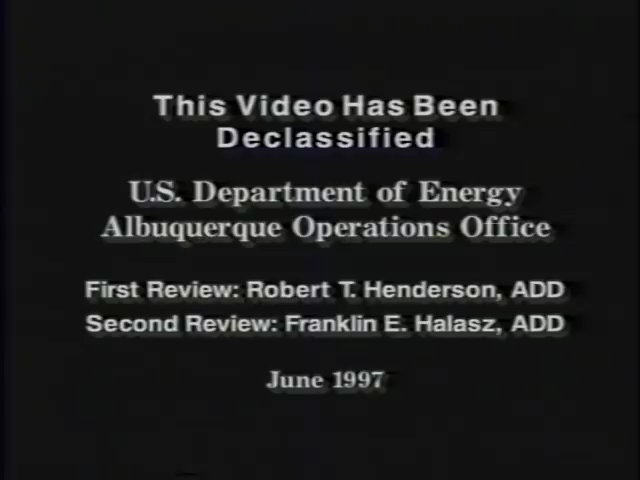 This Video Has Been
Declassified
U.S. Department of Energy
Albuquerque Operations Office
First Review: Robert T. Henderson, ADD
Second Review: Franklin E. Halasz, ADD
June 1997